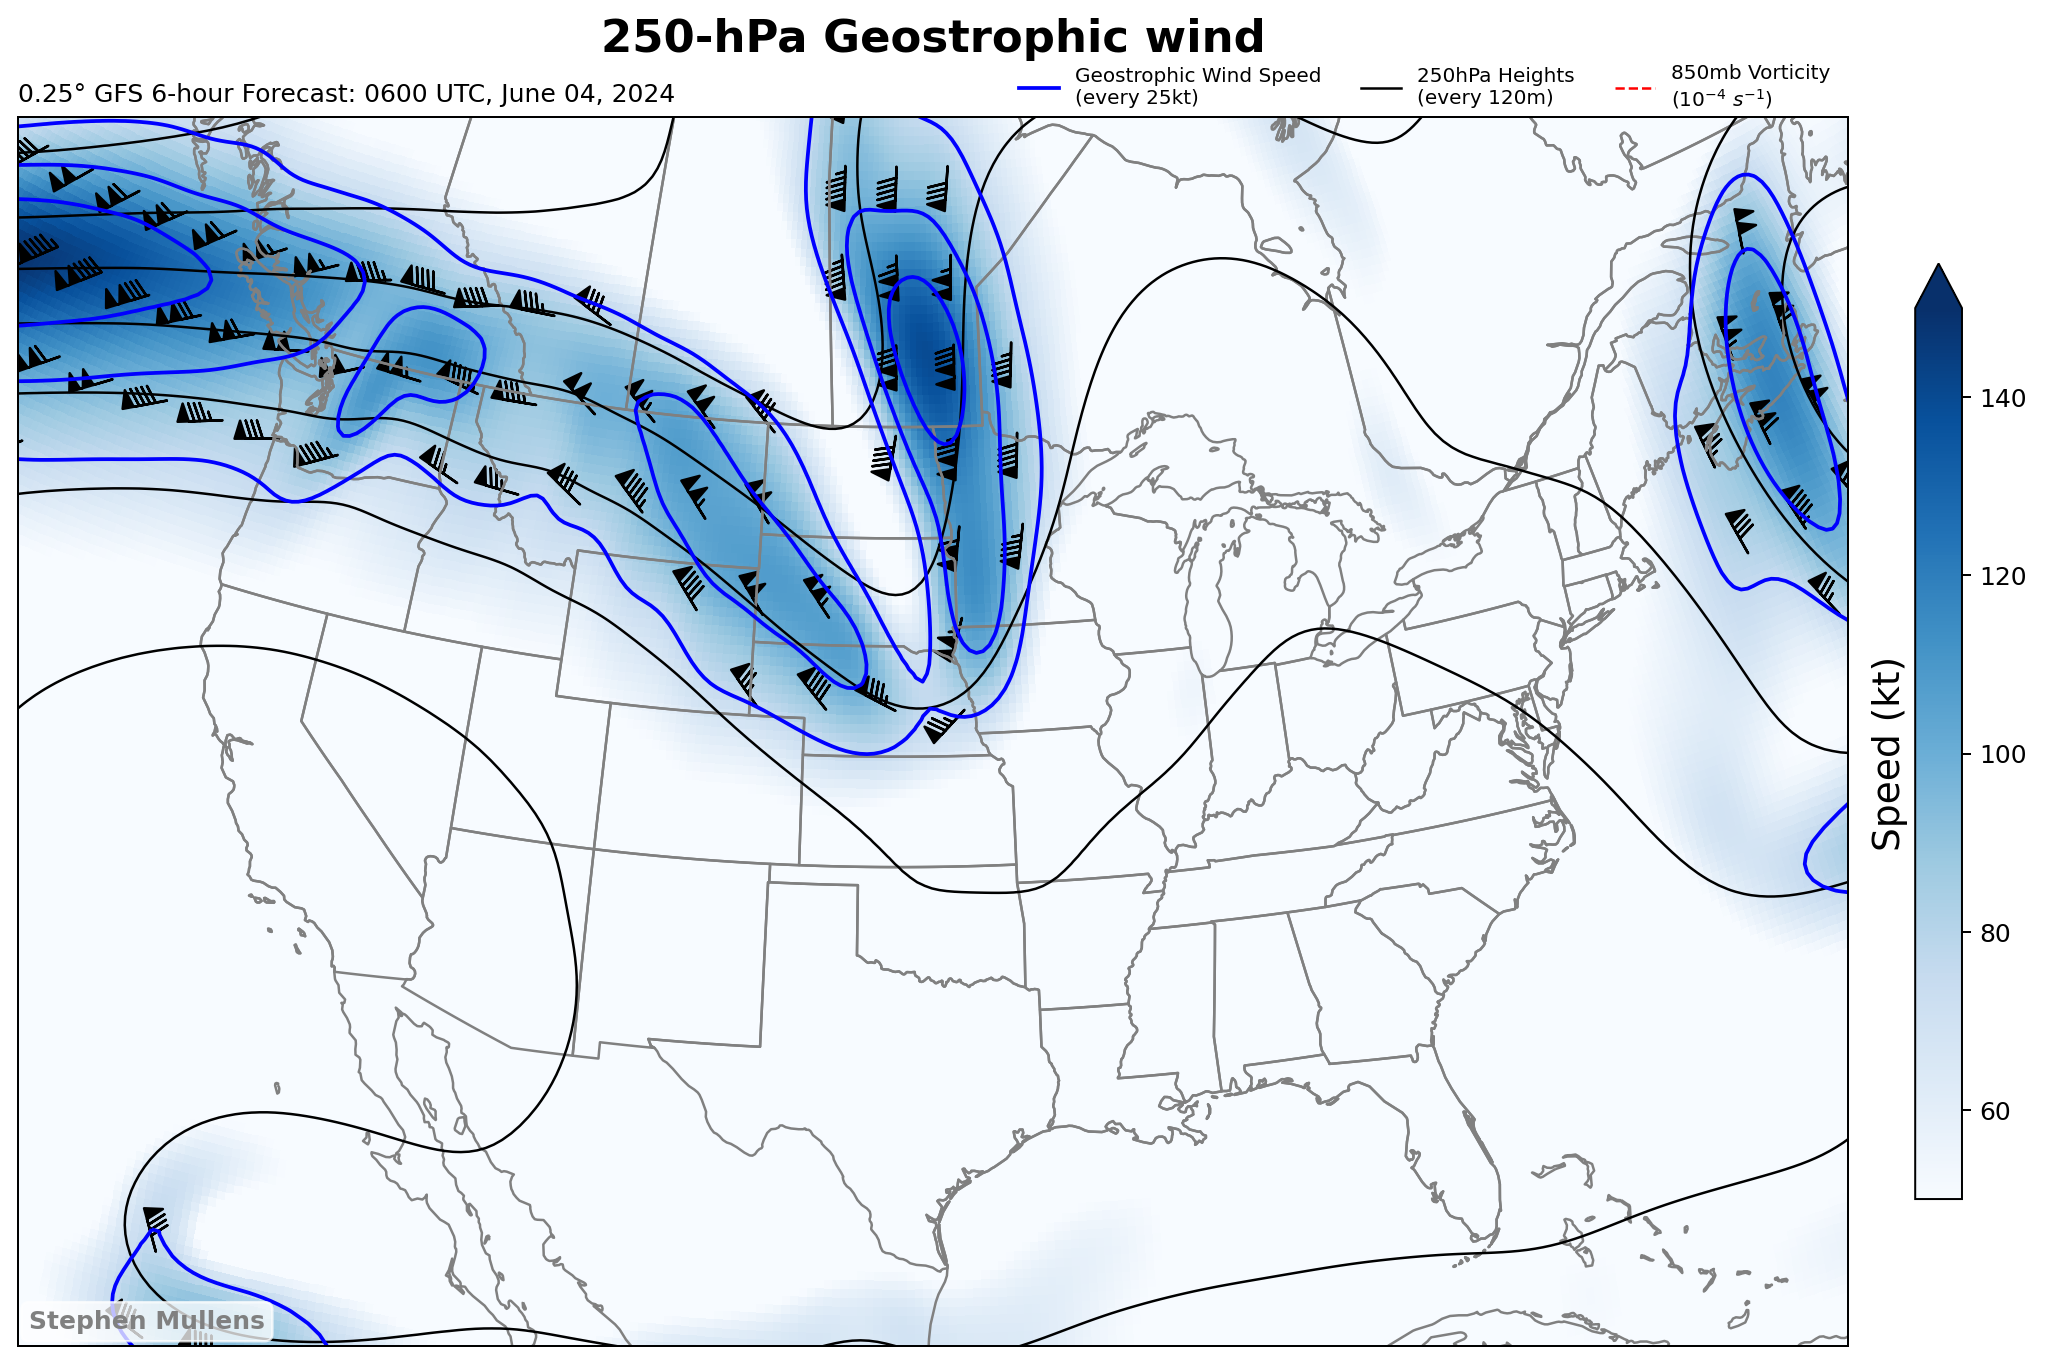 250-hPa Geostrophic wind
0.25° GFS 6-hour Forecast: 0600 UTC, June 04, 2024
Geostrophic Wind Speed
(every 25kt)
250hPa Heights
(every 120m)
850mb Vorticity
(10⁻⁴ s⁻¹)
140
120
100
80
60
Speed (kt)
Stephen Mullens